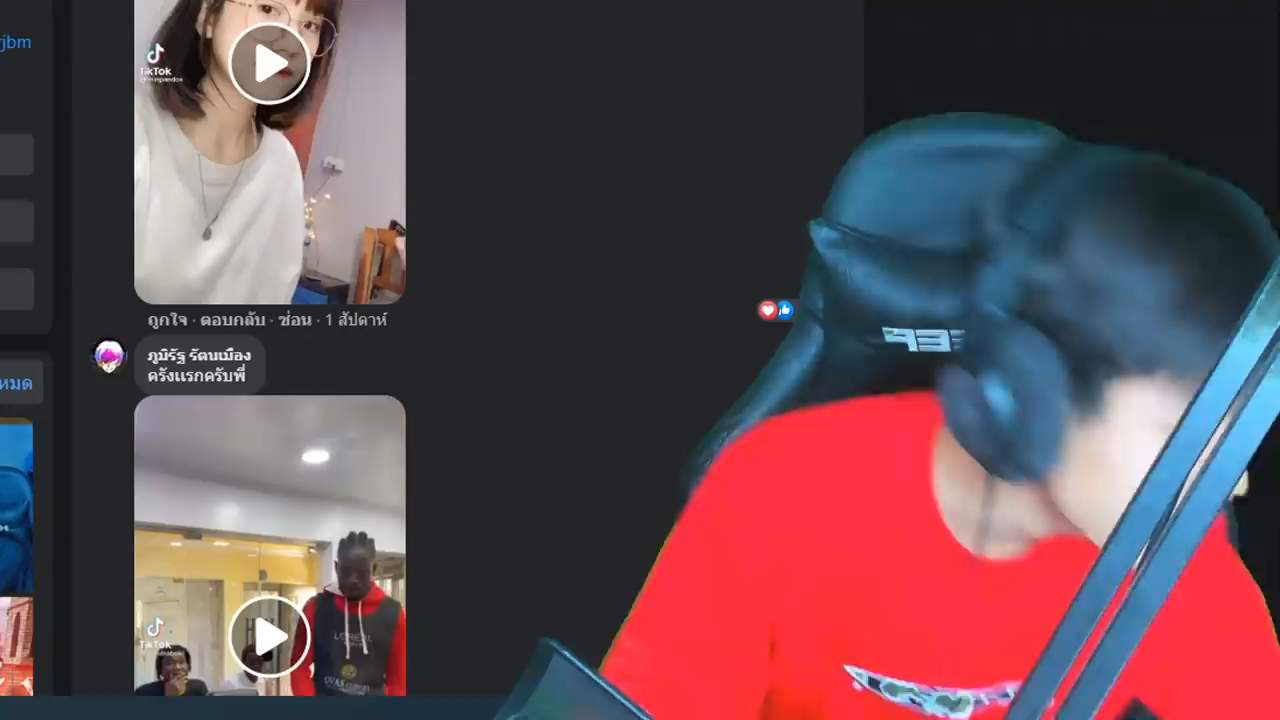 rjbm
TikTok
ถูกใจ · ตอบกลับ · ซ่อน · 1 สัปดาห์
ภูมิรัฐ รัตนเมือง
ครังแรกครับพี่
หมด
TikTok